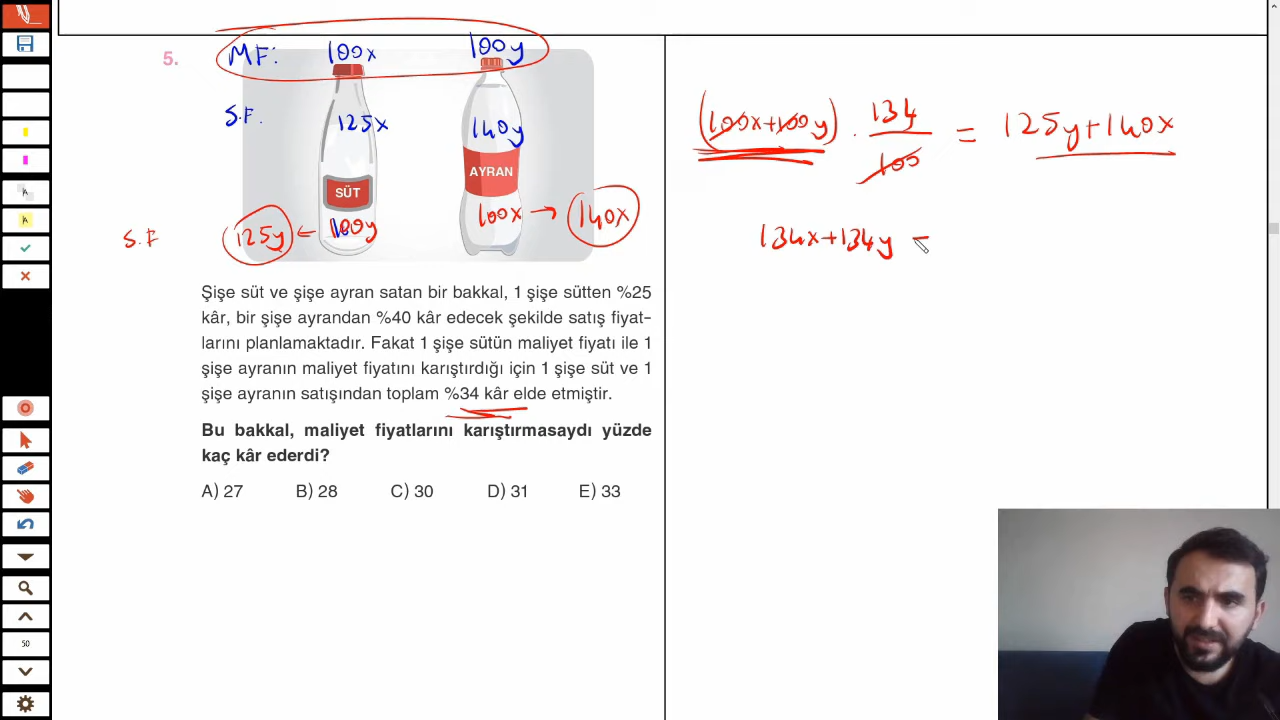 5.
MF: 100x 100y
S.F. 125x 140y
SÜT
AYRAN
S.F 125y ← 100y 100x → 140x
Şişe süt ve şişe ayran satan bir bakkal, 1 şişe sütten %25
kâr, bir şişe ayrandan %40 kâr edecek şekilde satış fiyat-
larını planlamaktadır. Fakat 1 şişe sütün maliyet fiyatı ile 1
şişe ayranın maliyet fiyatını karıştırdığı için 1 şişe süt ve 1
şişe ayranın satışından toplam %34 kâr elde etmiştir.
Bu bakkal, maliyet fiyatlarını karıştırmasaydı yüzde
kaç kâr ederdi?
A) 27 B) 28 C) 30 D) 31 E) 33
(100x+100y) . 134/100 = 125y+140x
134x+134y =
50